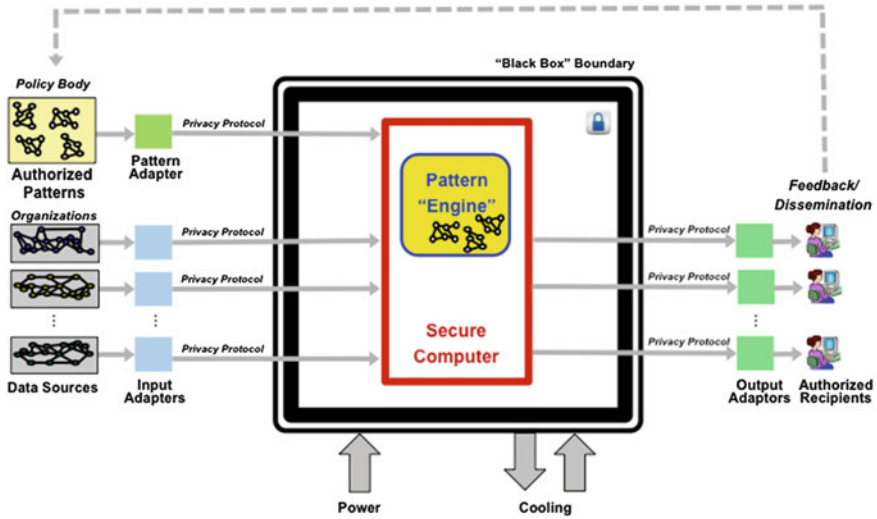 “Black Box” Boundary
Policy Body
Privacy Protocol
Authorized
Patterns
Pattern
Adapter
Pattern
“Engine”
Feedback/
Dissemination
Organizations
Privacy Protocol
Privacy Protocol
Privacy Protocol
Privacy Protocol
⋮
⋮
⋮
⋮
Secure
Computer
Privacy Protocol
Privacy Protocol
Data Sources
Input
Adapters
Output
Adaptors
Authorized
Recipients
Power
Cooling